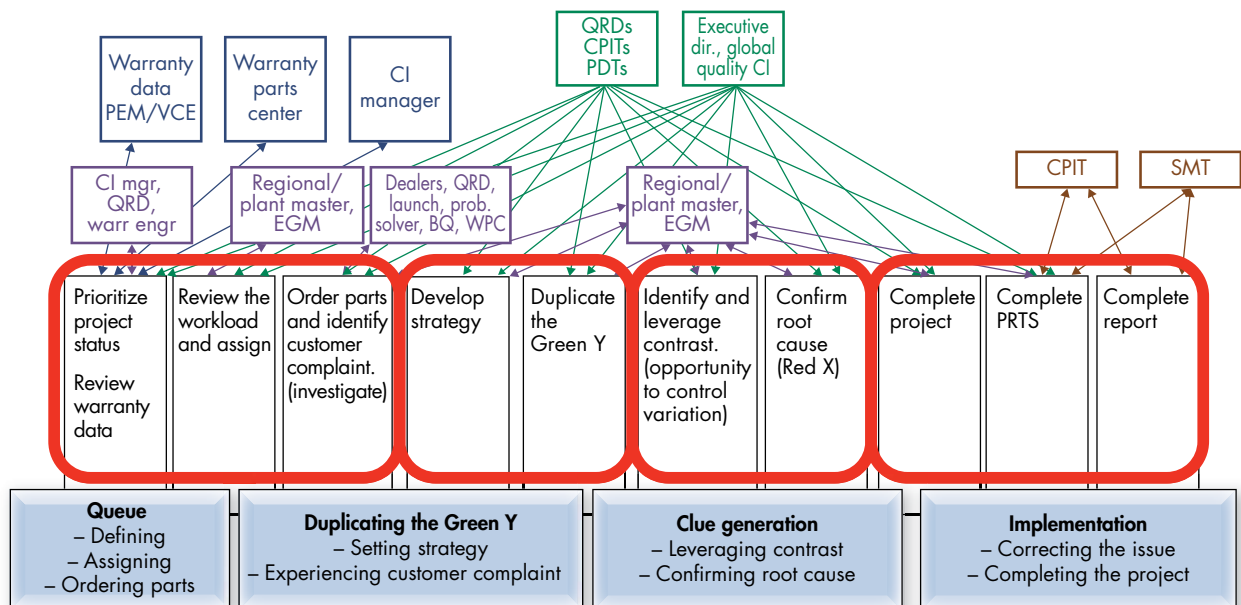 QRDs
CPITs
PDTs
Executive
dir., global
quality CI
Warranty
data
PEM/VCE
Warranty
parts
center
CI
manager
CI mgr,
QRD,
warr engr
Regional/
plant master,
EGM
Dealers, QRD,
launch, prob.
solver, BQ, WPC
Regional/
plant master,
EGM
CPIT
SMT
Prioritize
project
status
Review
warranty
data
Review the
workload
and assign
Order parts
and identify
customer
complaint.
(investigate)
Develop
strategy
Duplicate
the
Green Y
Identify and
leverage
contrast.
(opportunity
to control
variation)
Confirm
root
cause
(Red X)
Complete
project
Complete
PRTS
Complete
report
Queue
– Defining
– Assigning
– Ordering parts
Duplicating the Green Y
– Setting strategy
– Experiencing customer complaint
Clue generation
– Leveraging contrast
– Confirming root cause
Implementation
– Correcting the issue
– Completing the project